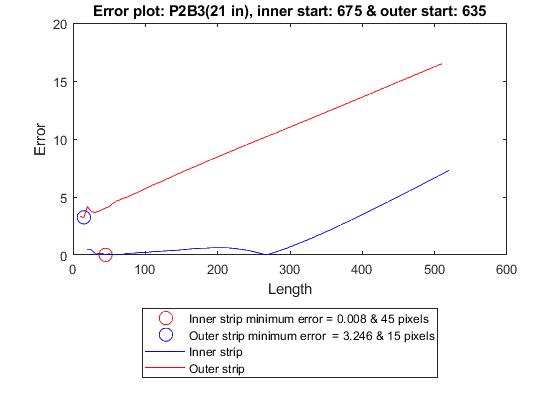 Error plot: P2B3(21 in), inner start: 675 & outer start: 635
20
15
10
5
0
Error
0 100 200 300 400 500 600
Length
Inner strip minimum error = 0.008 & 45 pixels
Outer strip minimum error = 3.246 & 15 pixels
Inner strip
Outer strip